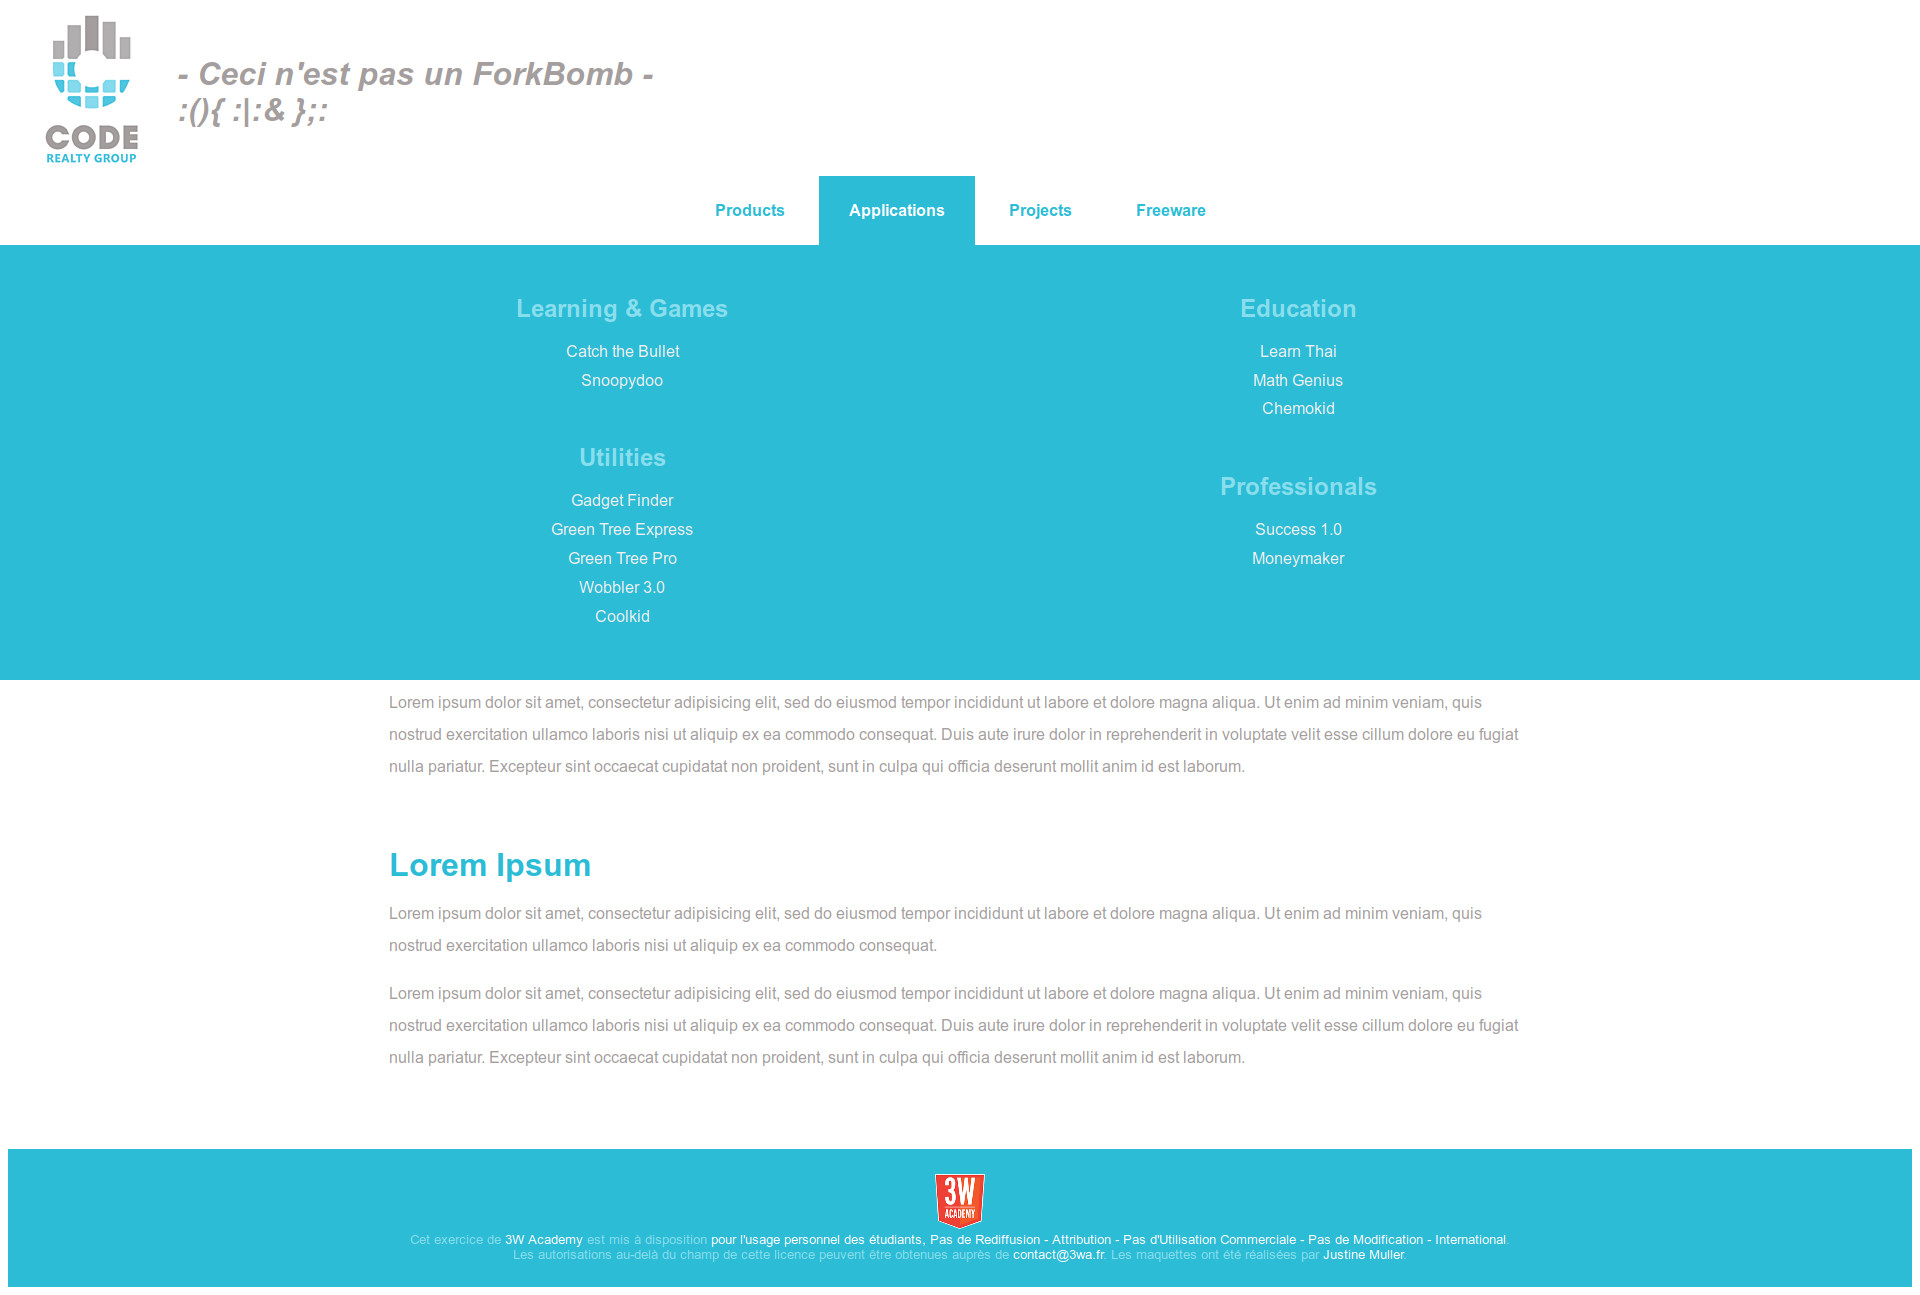 - Ceci n'est pas un ForkBomb -
:(){ :|:& };:
CODE
REALTY GROUP
Products
Applications
Projects
Freeware
Learning & Games
Catch the Bullet
Snoopydoo
Utilities
Gadget Finder
Green Tree Express
Green Tree Pro
Wobbler 3.0
Coolkid
Education
Learn Thai
Math Genius
Chemokid
Professionals
Success 1.0
Moneymaker
Lorem ipsum dolor sit amet, consectetur adipisicing elit, sed do eiusmod tempor incididunt ut labore et dolore magna aliqua. Ut enim ad minim veniam, quis
nostrud exercitation ullamco laboris nisi ut aliquip ex ea commodo consequat. Duis aute irure dolor in reprehenderit in voluptate velit esse cillum dolore eu fugiat
nulla pariatur. Excepteur sint occaecat cupidatat non proident, sunt in culpa qui officia deserunt mollit anim id est laborum.
Lorem Ipsum
Lorem ipsum dolor sit amet, consectetur adipisicing elit, sed do eiusmod tempor incididunt ut labore et dolore magna aliqua. Ut enim ad minim veniam, quis
nostrud exercitation ullamco laboris nisi ut aliquip ex ea commodo consequat.
Lorem ipsum dolor sit amet, consectetur adipisicing elit, sed do eiusmod tempor incididunt ut labore et dolore magna aliqua. Ut enim ad minim veniam, quis
nostrud exercitation ullamco laboris nisi ut aliquip ex ea commodo consequat. Duis aute irure dolor in reprehenderit in voluptate velit esse cillum dolore eu fugiat
nulla pariatur. Excepteur sint occaecat cupidatat non proident, sunt in culpa qui officia deserunt mollit anim id est laborum.
3W
ACADEMY
Cet exercice de 3W Academy est mis à disposition pour l'usage personnel des étudiants, Pas de Rediffusion - Attribution - Pas d'Utilisation Commerciale - Pas de Modification - International.
Les autorisations au-delà du champ de cette licence peuvent être obtenues auprès de contact@3wa.fr. Les maquettes ont été réalisées par Justine Muller.